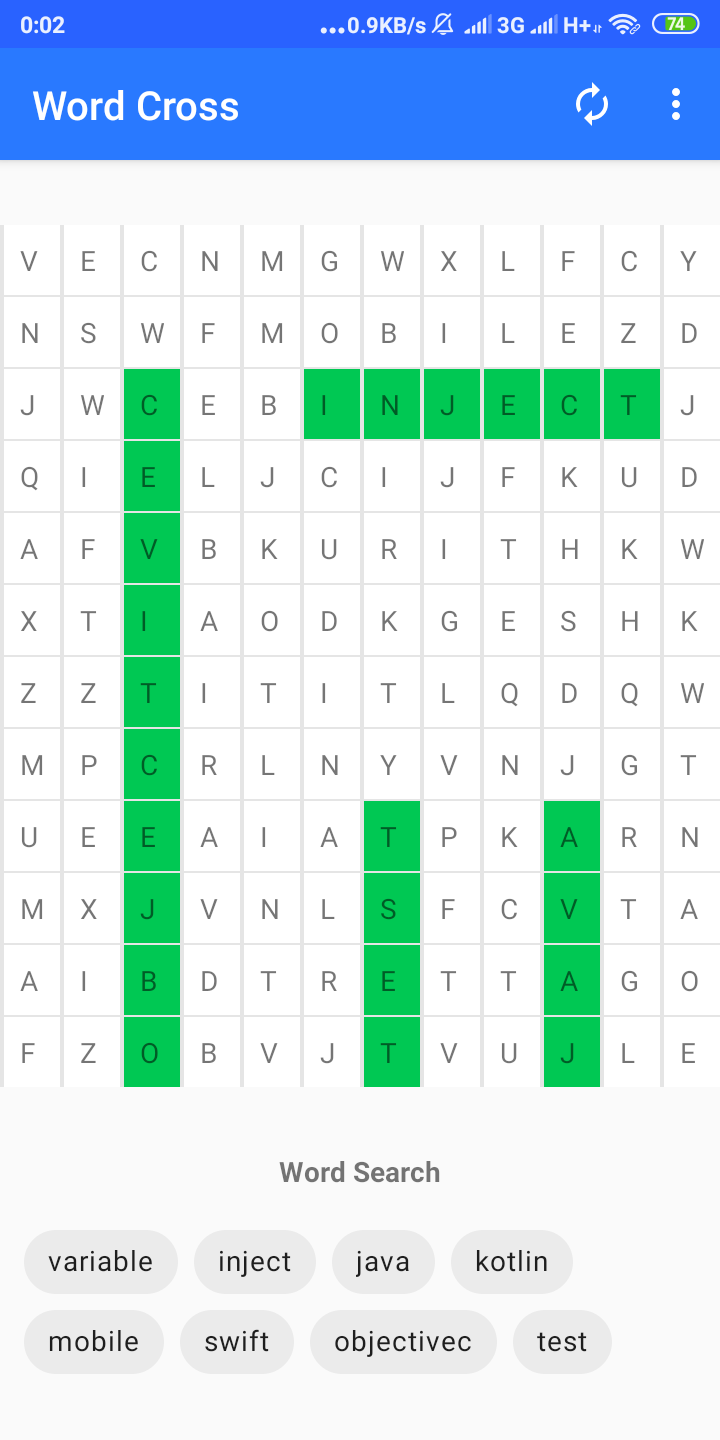 0:02 ...0.9KB/s 3G H+ 74
Word Cross
V E C N M G W X L F C Y
N S W F M O B I L E Z D
J W C E B I N J E C T J
Q I E L J C I J F K U D
A F V B K U R I T H K W
X T I A O D K G E S H K
Z Z T I T I T L Q D Q W
M P C R L N Y V N J G T
U E E A I A T P K A R N
M X J V N L S F C V T A
A I B D T R E T T A G O
F Z O B V J T V U J L E
Word Search
variable inject java kotlin
mobile swift objectivec test